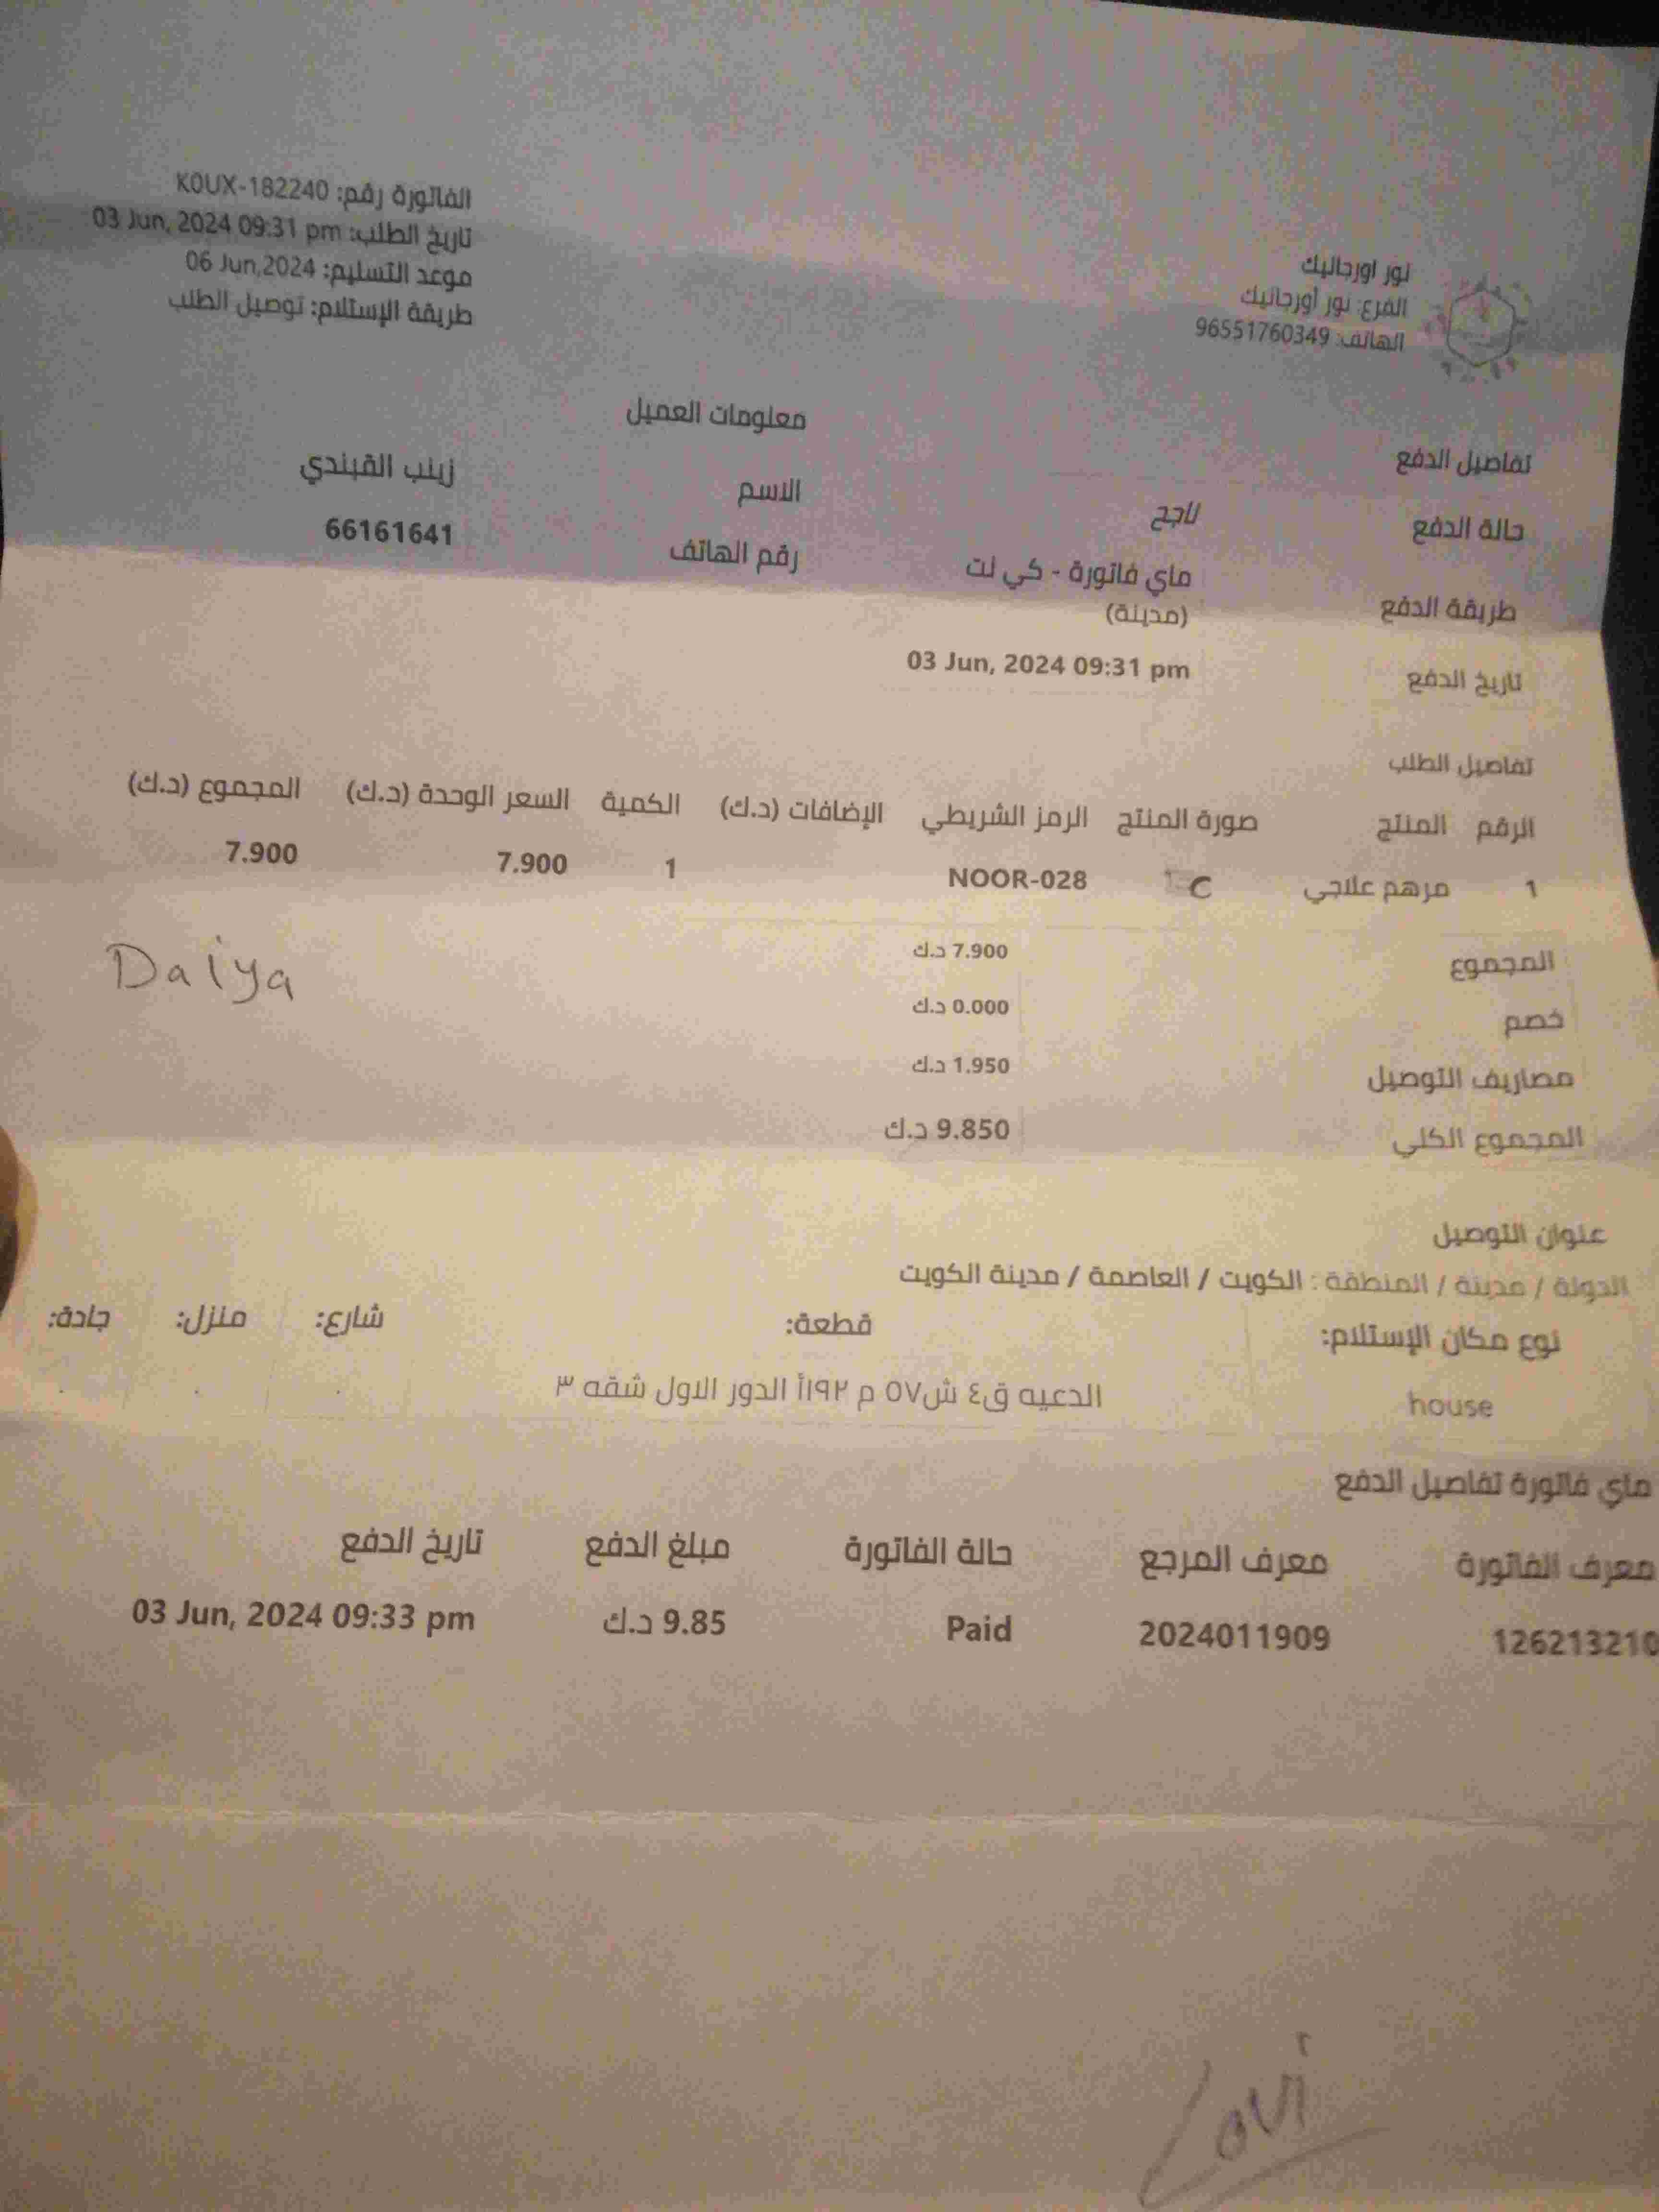 الفاتورة رقم: K0UX-182240
تاريخ الطلب: 03 Jun, 2024 09:31 pm
موعد التسليم: 06 Jun,2024
طريقة الإستلام: توصيل الطلب
نور اورجانيك
الفرع: نور اورجانيك
الهاتف: 96551760349
تفاصيل الدفع
حالة الدفع ناجح
طريقة الدفع ماي فاتورة - كي نت
(مدينة)
تاريخ الدفع 03 Jun, 2024 09:31 pm
معلومات العميل
الاسم زينب القبندي
رقم الهاتف 66161641
تفاصيل الطلب
الرقم المنتج صورة المنتج الرمز الشريطي الإضافات (د.ك) الكمية السعر الوحدة (د.ك) المجموع (د.ك)
1 مرهم علاجي NOOR-028 1 7.900 7.900
المجموع 7.900 د.ك
Daiya
خصم 0.000 د.ك
مصاريف التوصيل 1.950 د.ك
المجموع الكلي 9.850 د.ك
عنوان التوصيل
الدولة / مدينة / المنطقة : الكويت / العاصمة / مدينة الكويت
نوع مكان الإستلام: قطعة: شارع: منزل: جادة:
house الدعيه ق٤ ش٥٧ م ١٩٢أ الدور الاول شقه ٣ . . .
ماي فاتورة تفاصيل الدفع
معرف الفاتورة معرف المرجع حالة الفاتورة مبلغ الدفع تاريخ الدفع
126213210 2024011909 Paid 9.85 د.ك 03 Jun, 2024 09:33 pm